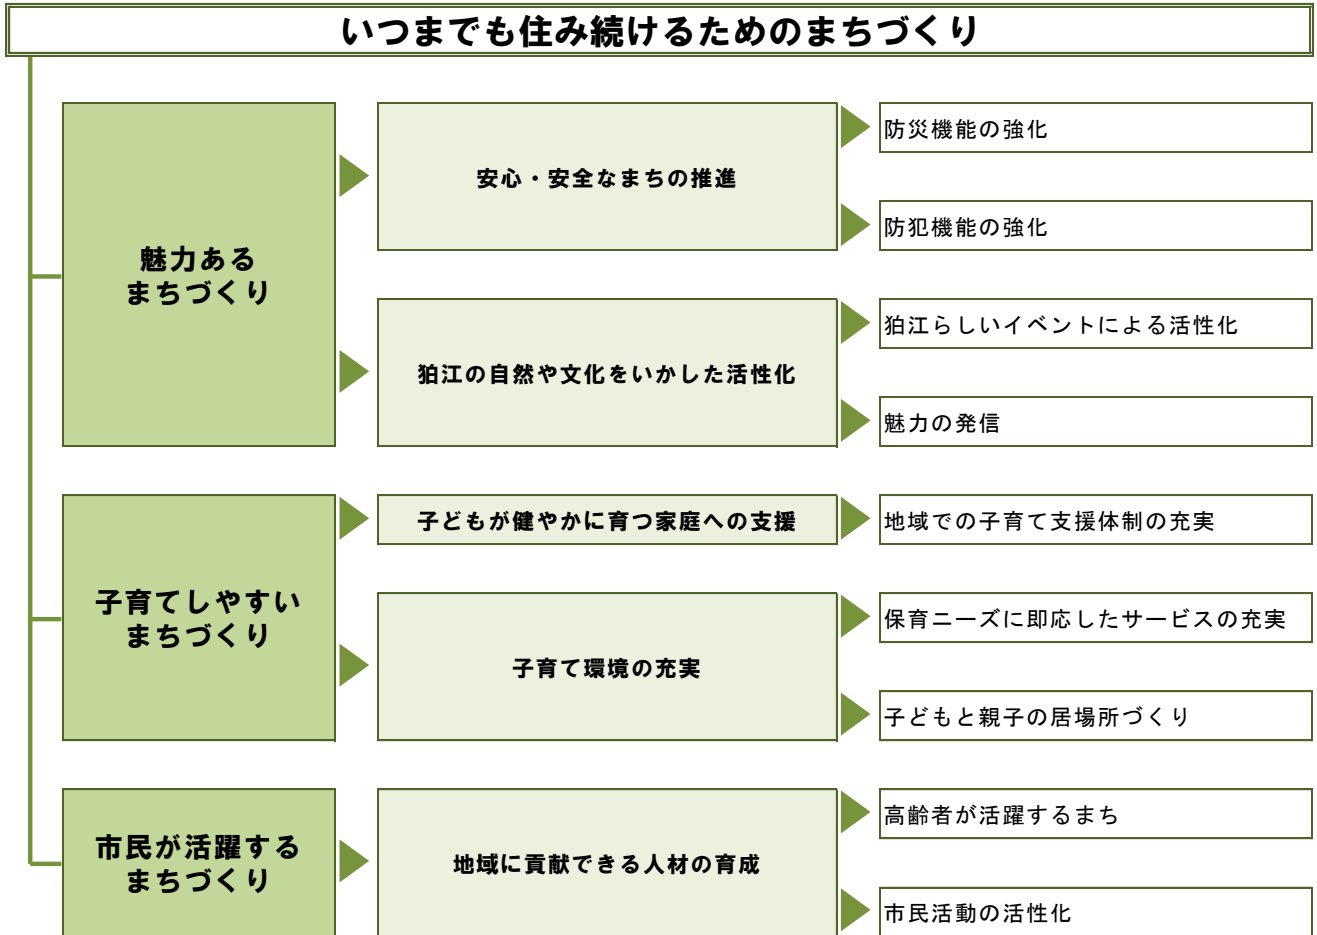 いつまでも住み続けるためのまちづくり
魅力ある
まちづくり
安心・安全なまちの推進
防災機能の強化
防犯機能の強化
狛江の自然や文化をいかした活性化
狛江らしいイベントによる活性化
魅力の発信
子育てしやすい
まちづくり
子どもが健やかに育つ家庭への支援
地域での子育て支援体制の充実
子育て環境の充実
保育ニーズに即応したサービスの充実
子どもと親子の居場所づくり
市民が活躍する
まちづくり
地域に貢献できる人材の育成
高齢者が活躍するまち
市民活動の活性化